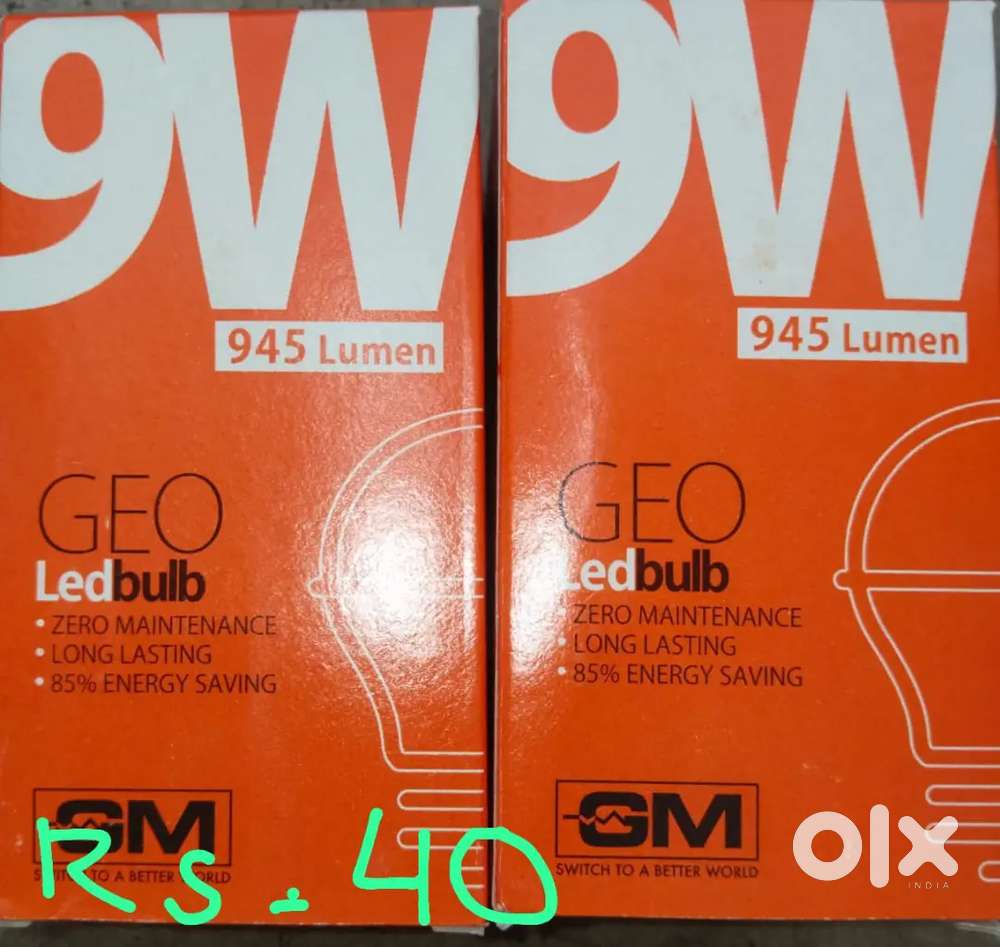 9W
945 Lumen
GEO
Ledbulb
• ZERO MAINTENANCE
• LONG LASTING
• 85% ENERGY SAVING
GM
SWITCH TO A BETTER WORLD
Rs. 40
9W
945 Lumen
GEO
Ledbulb
• ZERO MAINTENANCE
• LONG LASTING
• 85% ENERGY SAVING
GM
SWITCH TO A BETTER WORLD
olx
INDIA